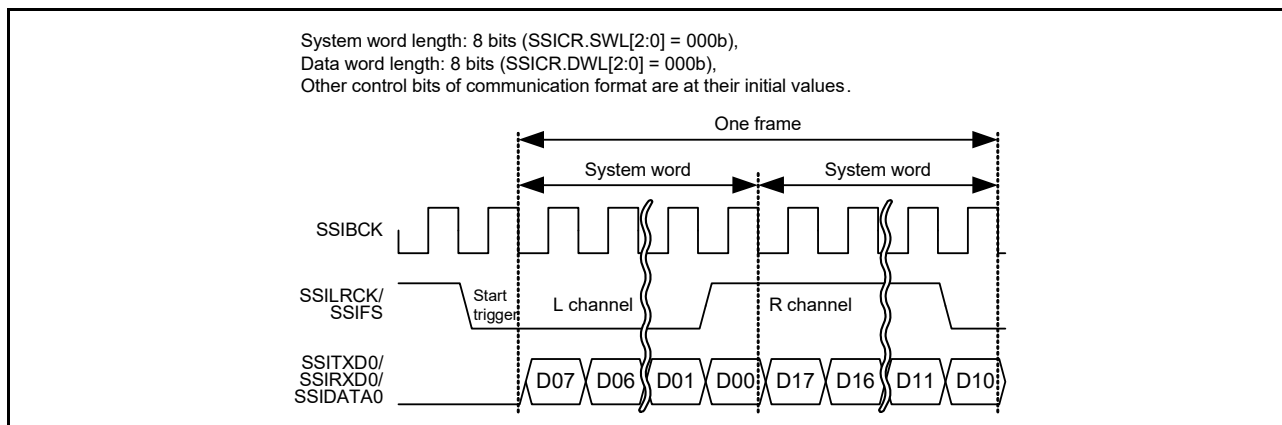 System word length: 8 bits (SSICR.SWL[2:0] = 000b),
Data word length: 8 bits (SSICR.DWL[2:0] = 000b),
Other control bits of communication format are at their initial values.
One frame
System word System word
SSIBCK
SSILRCK/
SSIFS
Start
trigger
L channel
R channel
SSITXD0/
SSIRXD0/
SSIDATA0
D07 D06 D01 D00 D17 D16 D11 D10